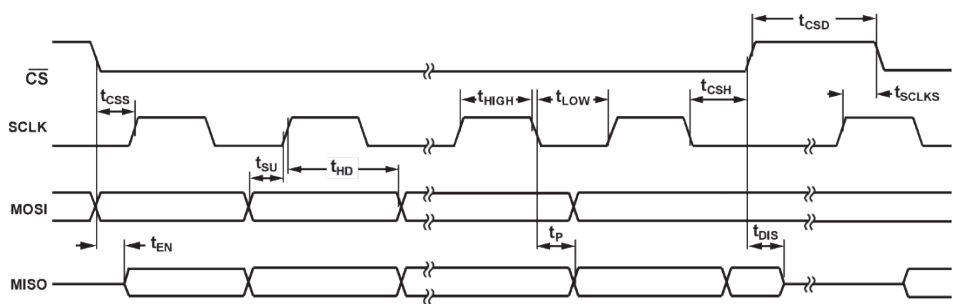 tCSD
CS
tCSS
tHIGH
tLOW
tCSH
tSCLKS
SCLK
tSU
tHD
MOSI
tEN
tP
tDIS
MISO